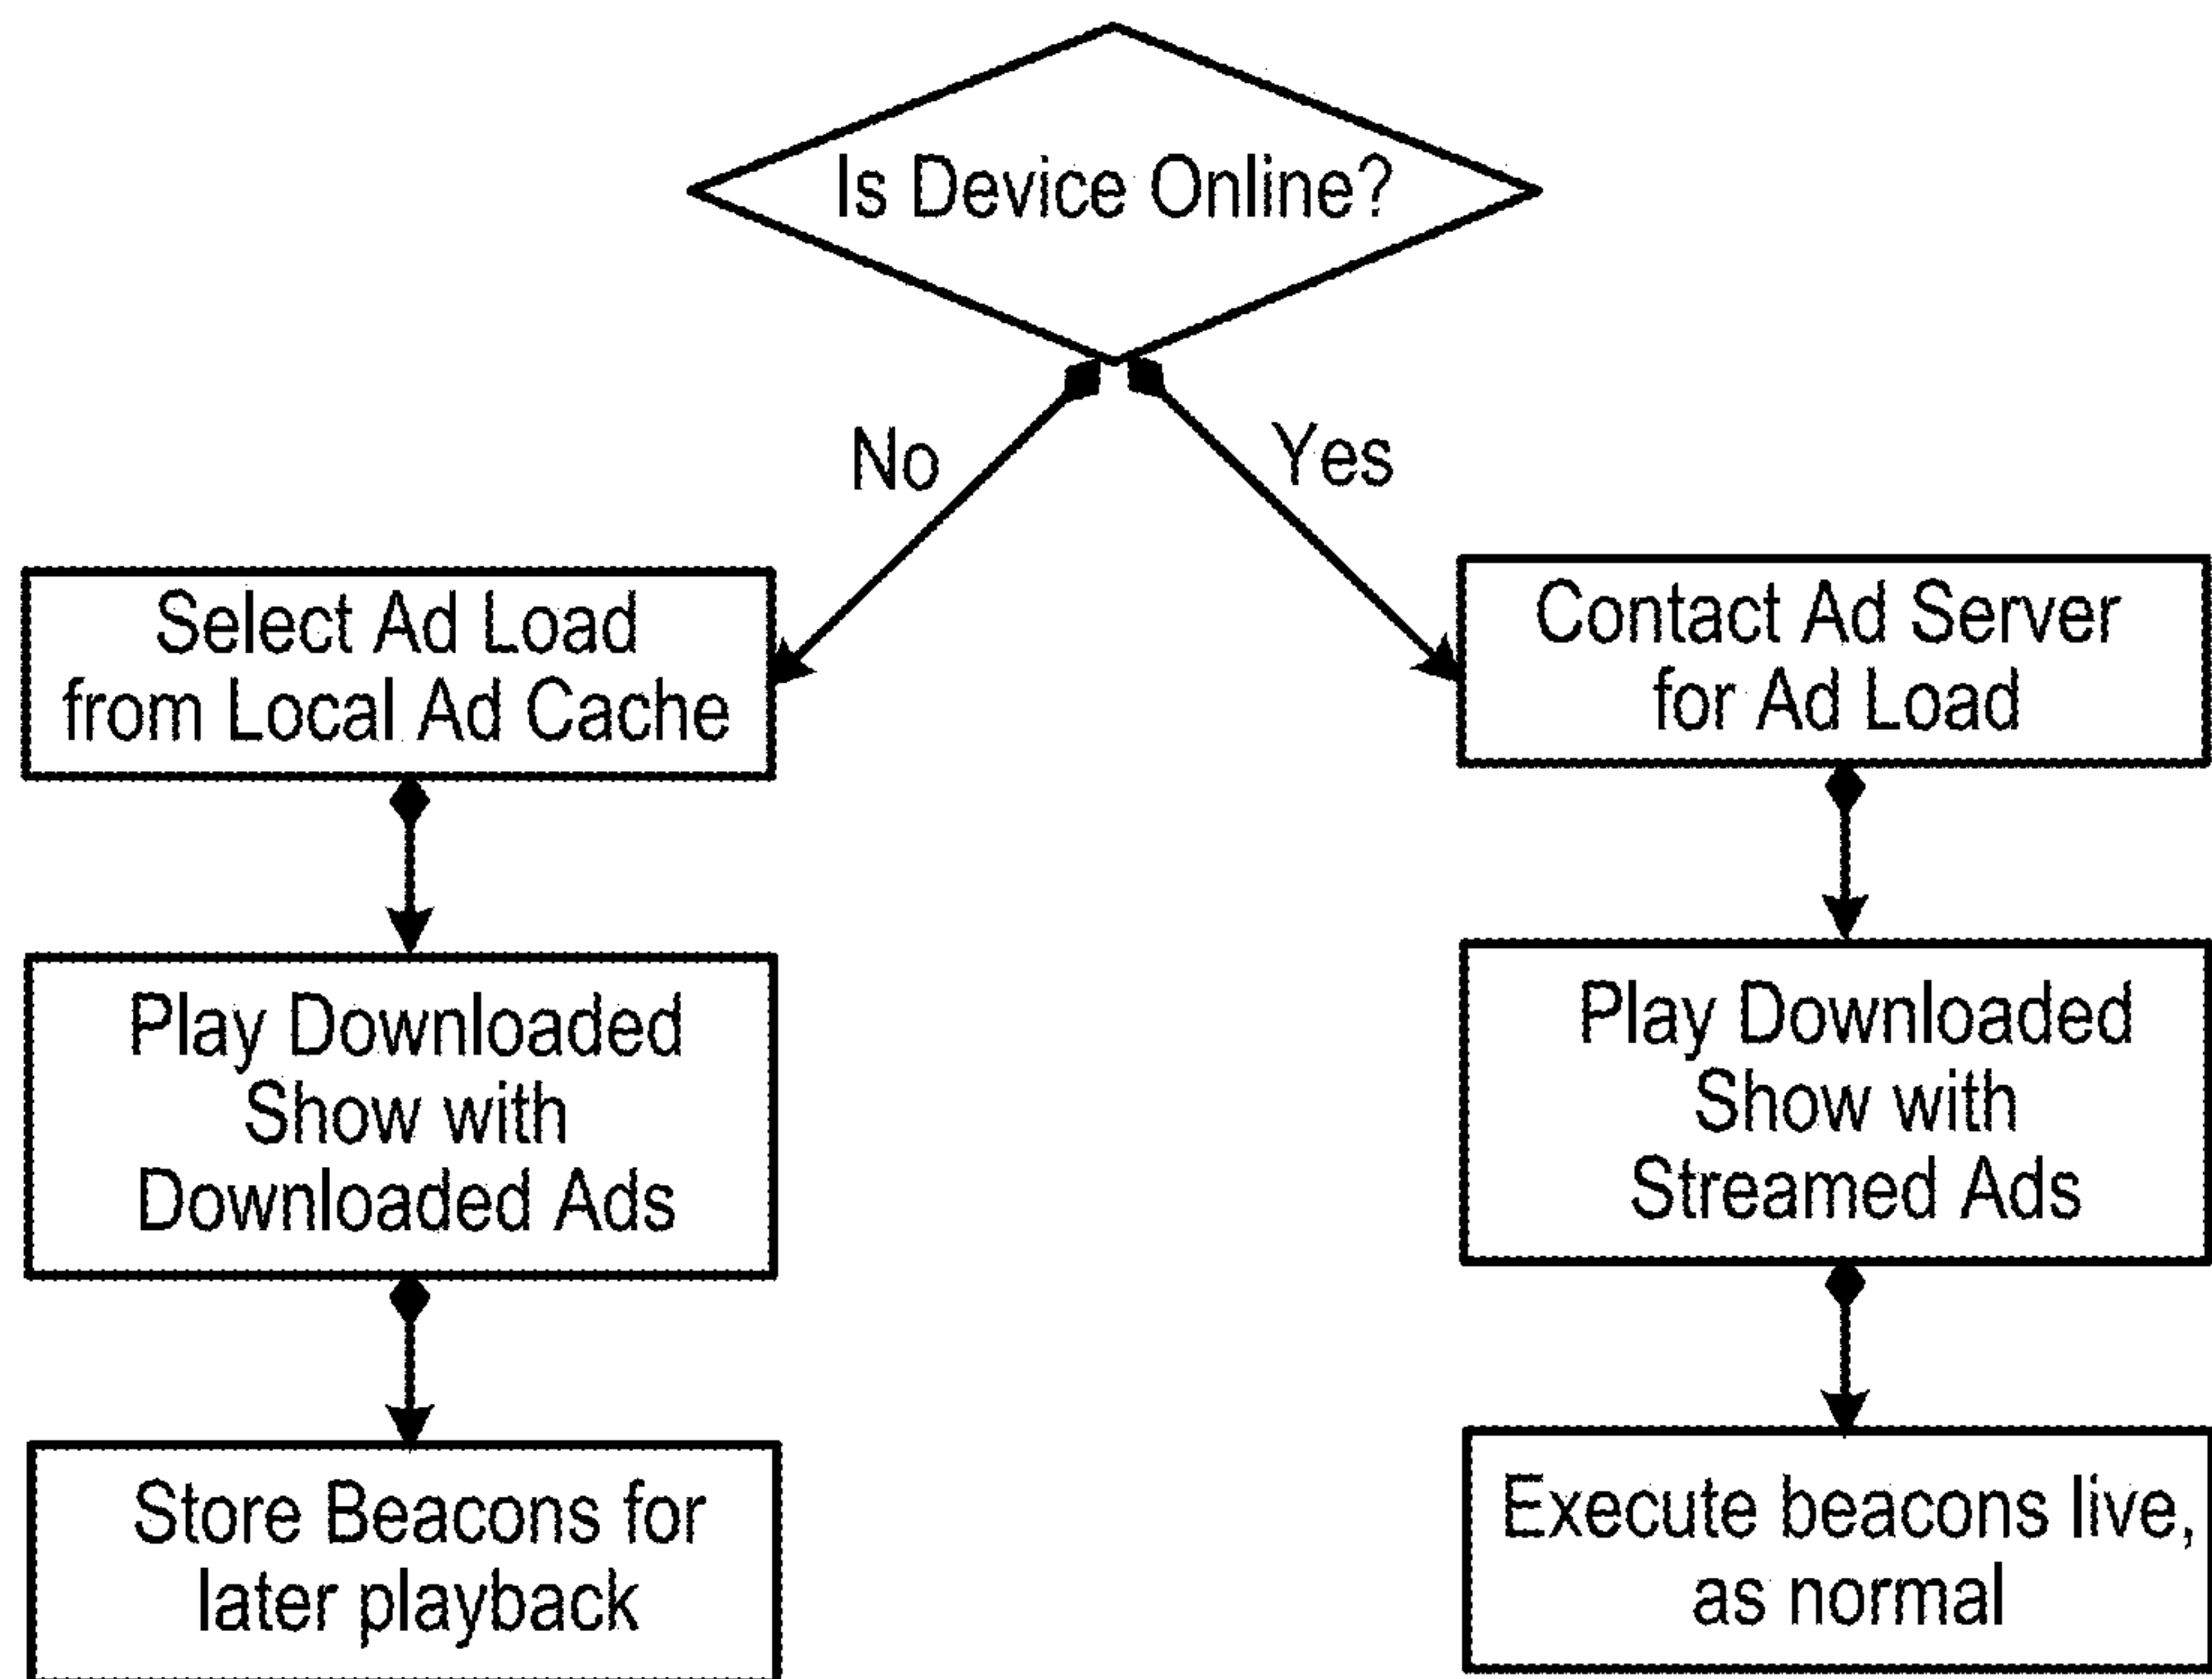 Is Device Online?
No
Yes
Select Ad Load
from Local Ad Cache
Contact Ad Server
for Ad Load
Play Downloaded
Show with
Downloaded Ads
Play Downloaded
Show with
Streamed Ads
Store Beacons for
later playback
Execute beacons live,
as normal